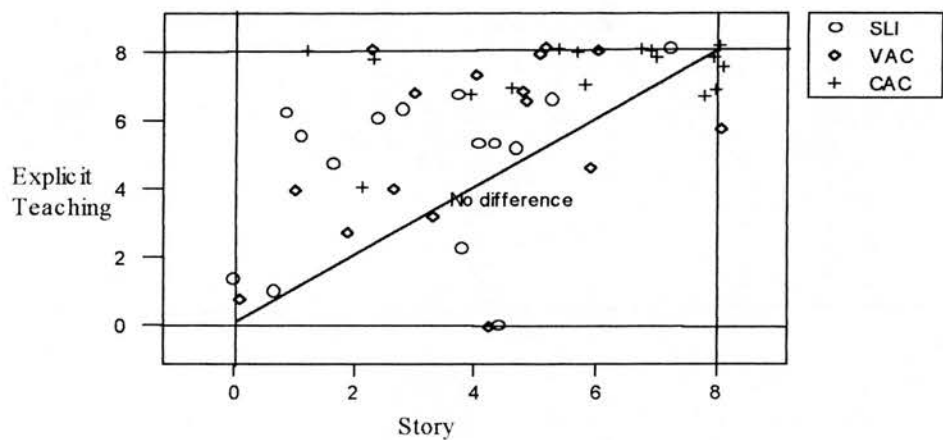 8
6
4
2
0
Explicit
Teaching
No difference
0
2
4
6
8
Story
SLI
VAC
CAC